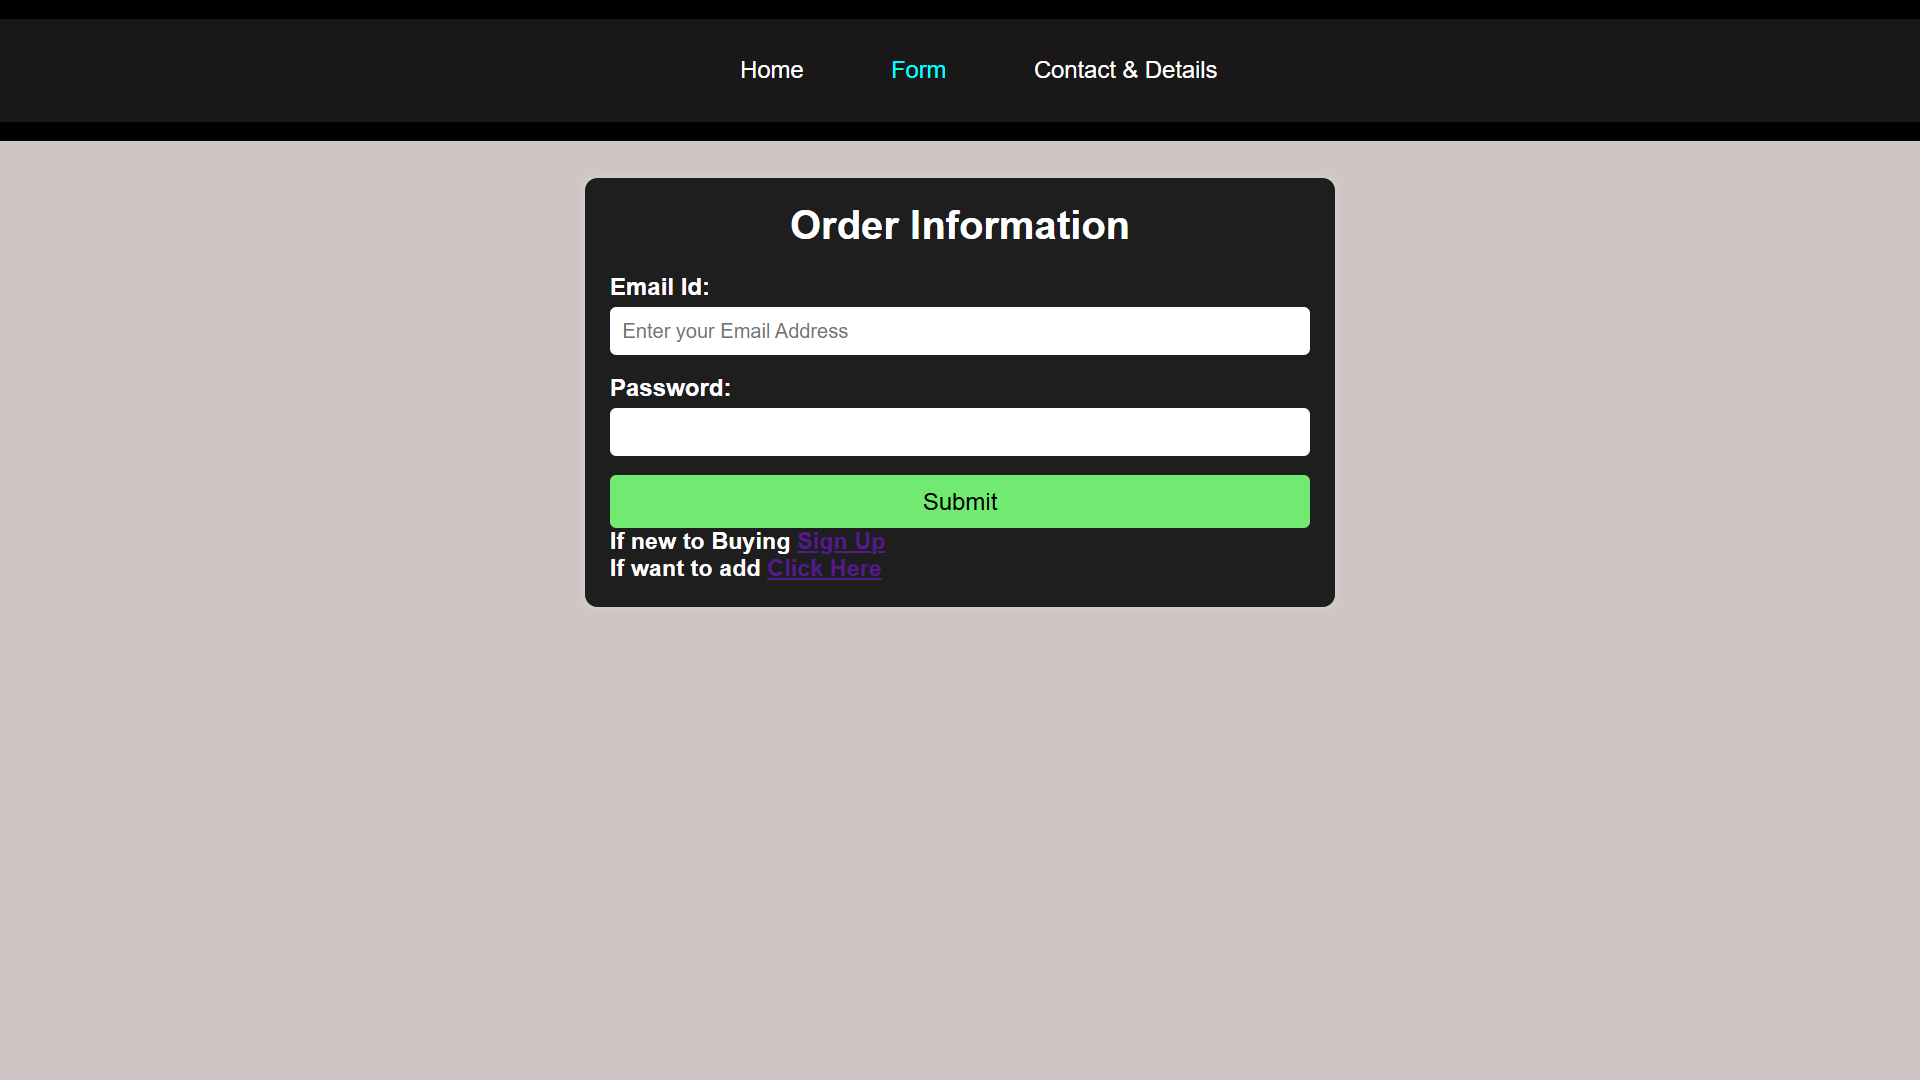 Home Form Contact & Details
Order Information
Email Id:
Enter your Email Address
Password:
Submit
If new to Buying Sign Up
If want to add Click Here